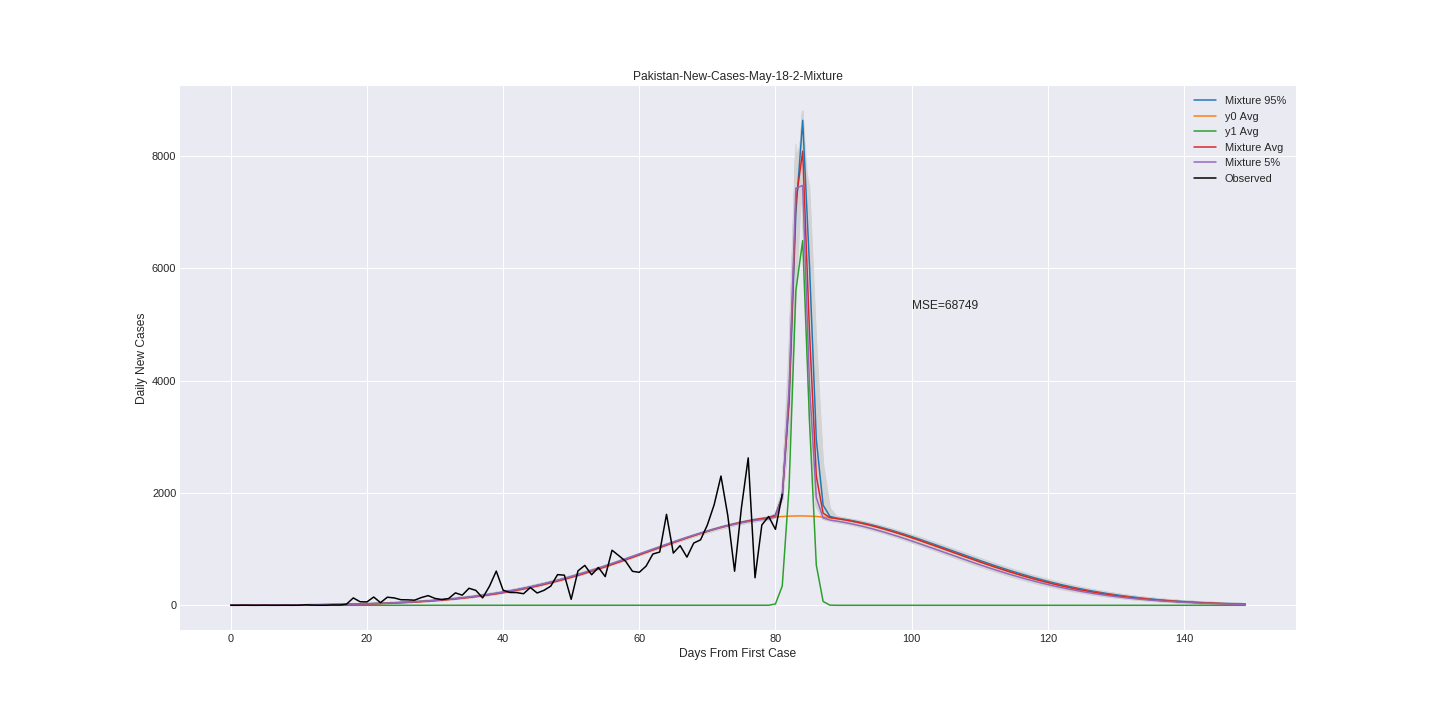 Pakistan-New-Cases-May-18-2-Mixture
Mixture 95%
y0 Avg
y1 Avg
Mixture Avg
Mixture 5%
Observed
8000
6000
4000
2000
0
Daily New Cases
MSE=68749
0 20 40 60 80 100 120 140
Days From First Case